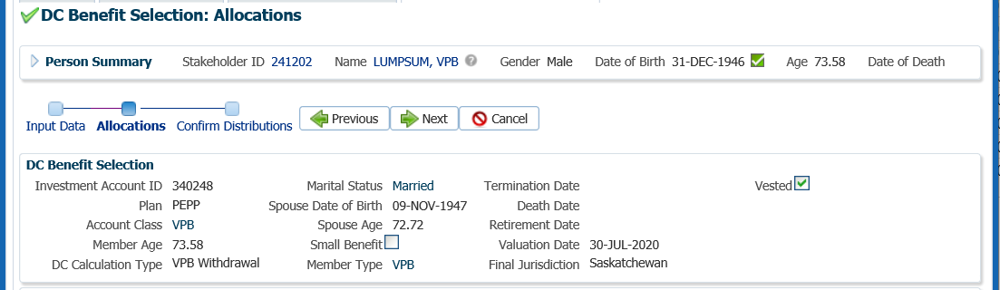 DC Benefit Selection: Allocations
Person Summary Stakeholder ID 241202 Name LUMPSUM, VPB Gender Male Date of Birth 31-DEC-1946 Age 73.58 Date of Death
Input Data Allocations Confirm Distributions Previous Next Cancel
DC Benefit Selection
Investment Account ID 340248 Marital Status Married Termination Date Vested
Plan PEPP Spouse Date of Birth 09-NOV-1947 Death Date
Account Class VPB Spouse Age 72.72 Retirement Date
Member Age 73.58 Small Benefit Valuation Date 30-JUL-2020
DC Calculation Type VPB Withdrawal Member Type VPB Final Jurisdiction Saskatchewan